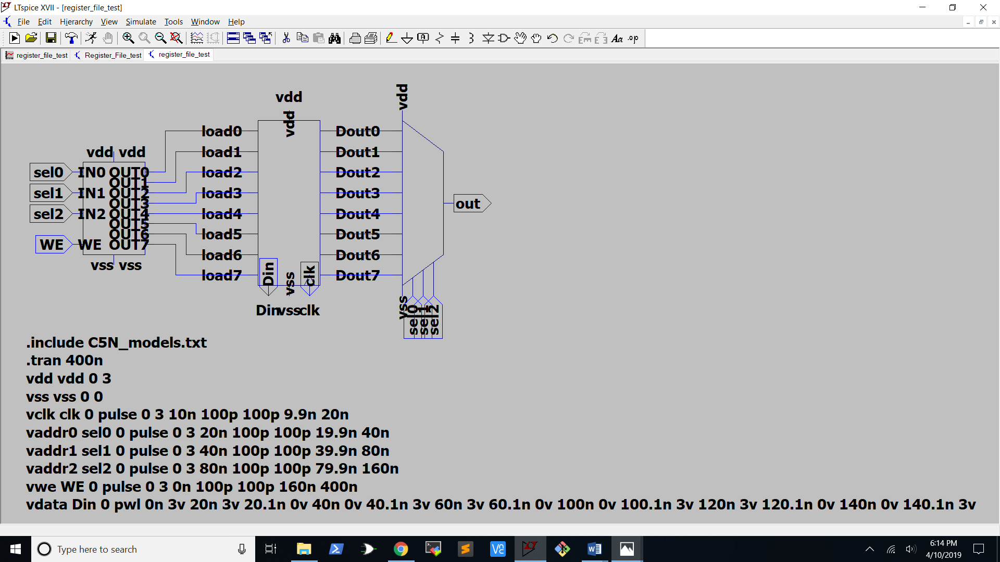 LTspice XVII - [register_file_test]
File Edit Hierarchy View Simulate Tools Window Help
register_file_test Register_File_test register_file_test
vdd
vdd
vdd
load0
Dout0
vdd vdd
load1
Dout1
sel0 IN0 OUT0
load2
Dout2
OUT1
sel1 IN1 OUT2
load3
Dout3
OUT3
out
sel2 IN2 OUT4
load4
Dout4
OUT5
OUT6
load5
Dout5
WE WE OUT7
load6
Dout6
vss vss
load7
Dout7
Din
vss
clk
Din vss clk
vss
sel0
sel1
sel2
.include C5N_models.txt
.tran 400n
vdd vdd 0 3
vss vss 0 0
vclk clk 0 pulse 0 3 10n 100p 100p 9.9n 20n
vaddr0 sel0 0 pulse 0 3 20n 100p 100p 19.9n 40n
vaddr1 sel1 0 pulse 0 3 40n 100p 100p 39.9n 80n
vaddr2 sel2 0 pulse 0 3 80n 100p 100p 79.9n 160n
vwe WE 0 pulse 0 3 0n 100p 100p 160n 400n
vdata Din 0 pwl 0n 3v 20n 3v 20.1n 0v 40n 0v 40.1n 3v 60n 3v 60.1n 0v 100n 0v 100.1n 3v 120n 3v 120.1n 0v 140n 0v 140.1n 3v
Type here to search
6:14 PM
4/10/2019